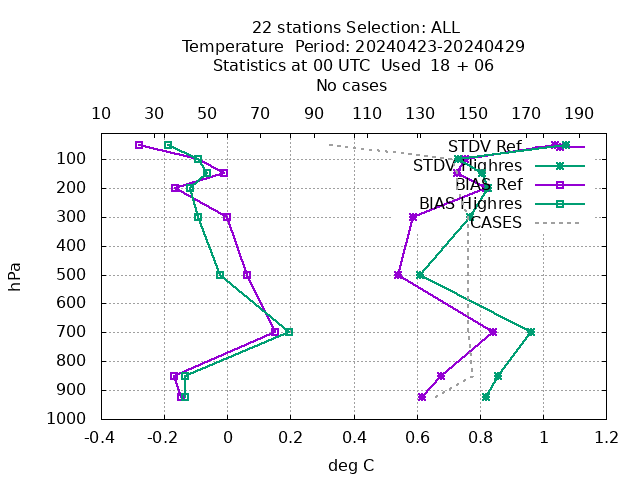 22 stations Selection: ALL
Temperature  Period: 20240423-20240429
Statistics at 00 UTC  Used  18 + 06
No cases
10 30 50 70 90 110 130 150 170 190
STDV Ref
100
STDV Highres
BIAS Ref
200
BIAS Highres
300
CASES
400
hPa
500
600
700
800
900
1000
-0.4 -0.2 0 0.2 0.4 0.6 0.8 1 1.2
deg C